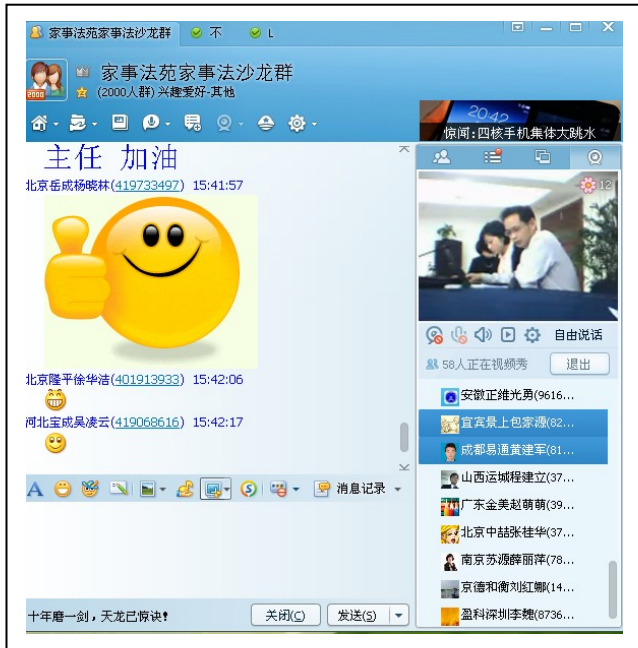 家事法苑家事法沙龙群
不
L
家事法苑家事法沙龙群
(2000人群) 兴趣爱好-其他
2000
20:42
惊闻:四核手机集体大跳水
主任 加油
北京岳成杨晓林(419733497) 15:41:57
北京隆平徐华洁(401913933) 15:42:06
河北宝成吴凌云(419068616) 15:42:17
12
自由说话
58人正在视频秀
退出
安徽正维光勇(9616...
宜宾景上包家源(82...
成都易通黄建军(81...
山西运城程建立(37...
广东金美赵萌萌(39...
北京中喆张桂华(37...
南京苏源薛丽萍(78...
京德和衡刘红娜(14...
盈科深圳李魏(8736...
消息记录
十年磨一剑，天龙已惊诀!
关闭(C)
发送(S)